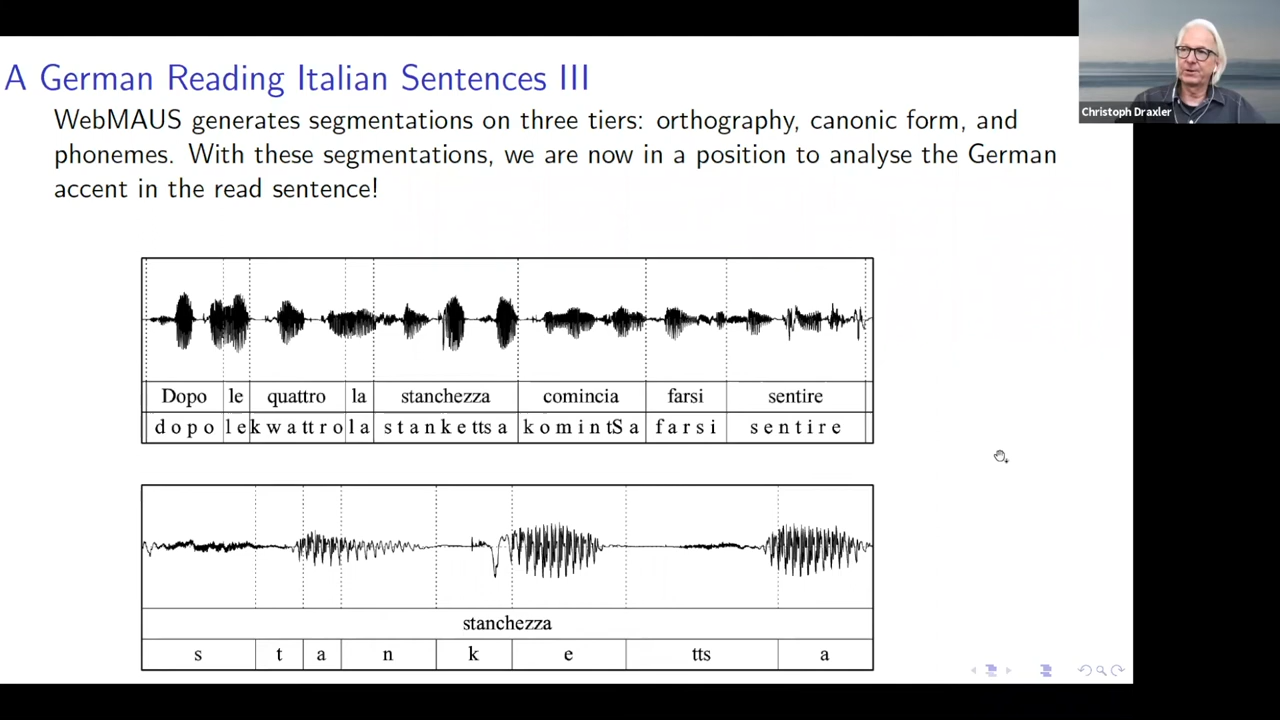 A German Reading Italian Sentences III
WebMAUS generates segmentations on three tiers: orthography, canonic form, and
phonemes. With these segmentations, we are now in a position to analyse the German
accent in the read sentence!
Christoph Draxler
Dopo le quattro la stanchezza comincia farsi sentire
d o p o l e k w a tt r o l a s t a n k e tts a k o m i n tS a f a r s i s e n t i r e
stanchezza
s t a n k e tts a